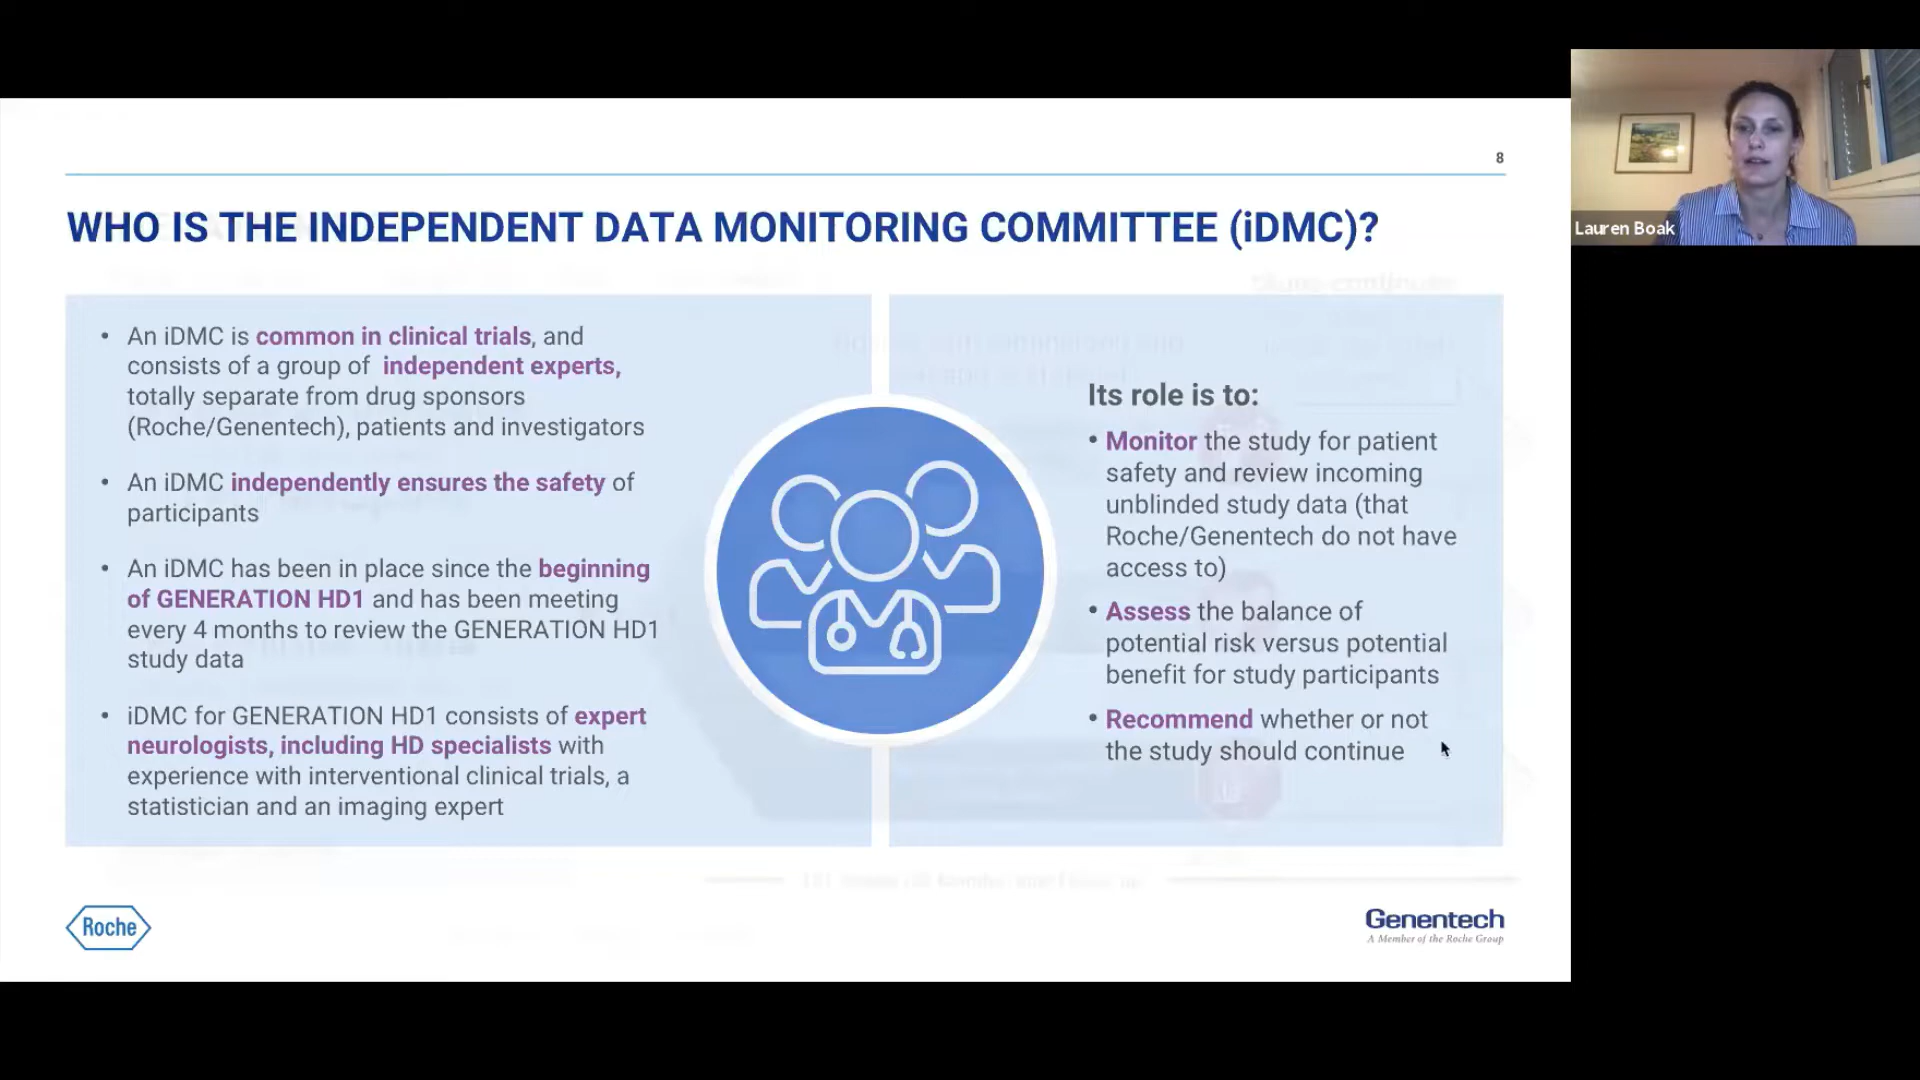 8
WHO IS THE INDEPENDENT DATA MONITORING COMMITTEE (iDMC)?
• An iDMC is common in clinical trials, and
consists of a group of independent experts,
totally separate from drug sponsors
(Roche/Genentech), patients and investigators
• An iDMC independently ensures the safety of
participants
• An iDMC has been in place since the beginning
of GENERATION HD1 and has been meeting
every 4 months to review the GENERATION HD1
study data
• iDMC for GENERATION HD1 consists of expert
neurologists, including HD specialists with
experience with interventional clinical trials, a
statistician and an imaging expert
Its role is to:
• Monitor the study for patient
safety and review incoming
unblinded study data (that
Roche/Genentech do not have
access to)
• Assess the balance of
potential risk versus potential
benefit for study participants
• Recommend whether or not
the study should continue
Roche
Genentech
A Member of the Roche Group
Lauren Boak